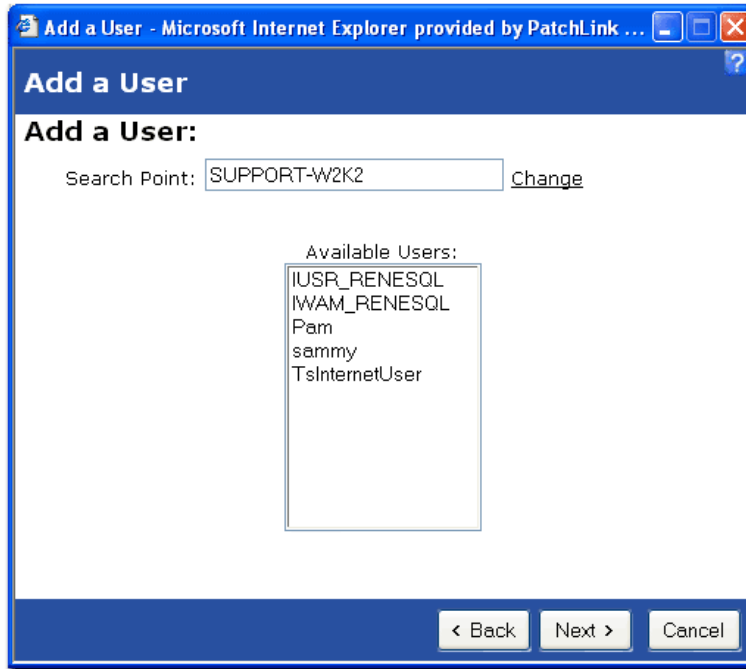 Add a User - Microsoft Internet Explorer provided by PatchLink ...
?
Add a User
Add a User:
Search Point: SUPPORT-W2K2 Change
Available Users:
IUSR_RENESQL
IWAM_RENESQL
Pam
sammy
TsInternetUser
< Back Next > Cancel